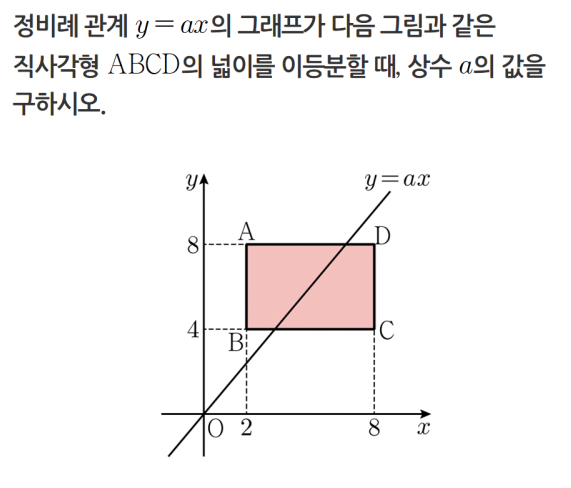 정비례 관계 y = ax의 그래프가 다음 그림과 같은
직사각형 ABCD의 넓이를 이등분할 때, 상수 a의 값을
구하시오.
y
y=ax
8
A
D
4
B
C
O
2
8
x